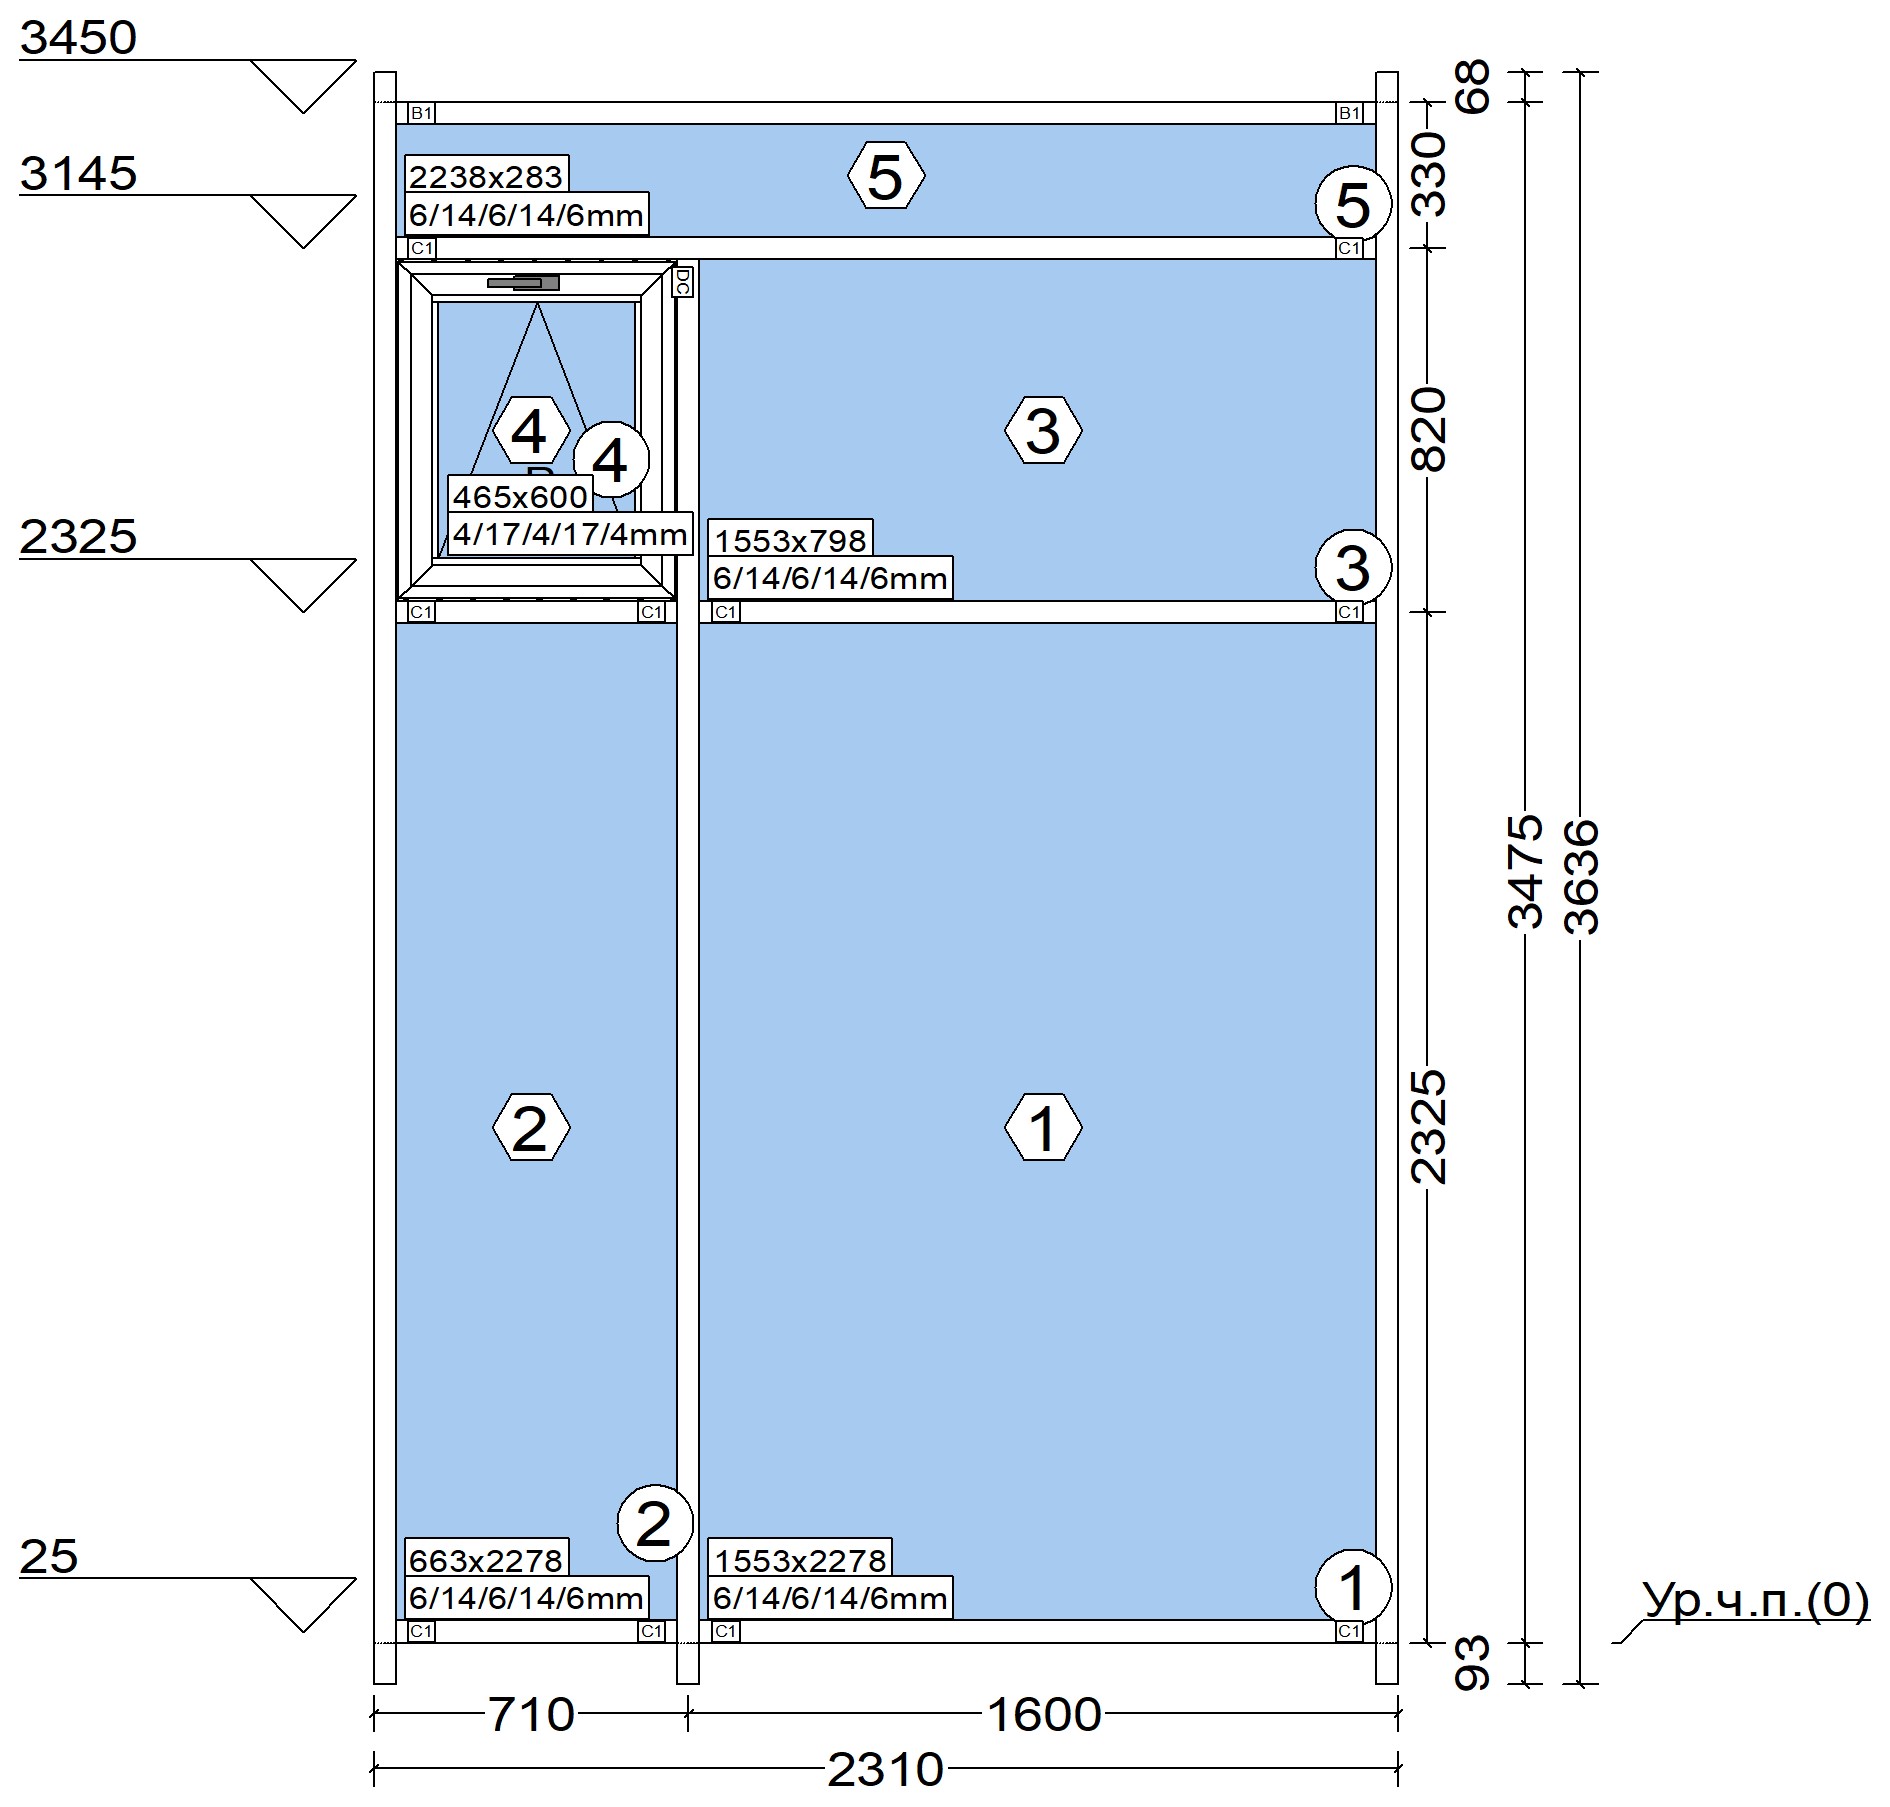 3450
68
B1
B1
3145
2238x283
6/14/6/14/6mm
5
5
330
C1
C1
DC
4
4
3
820
465x600
4/17/4/17/4mm
2325
1553x798
6/14/6/14/6mm
3
C1
C1
C1
C1
3475
3636
2325
2
1
2
25
663x2278
6/14/6/14/6mm
1553x2278
6/14/6/14/6mm
1
Ур.ч.п.(0)
C1
C1
C1
C1
93
710
1600
2310